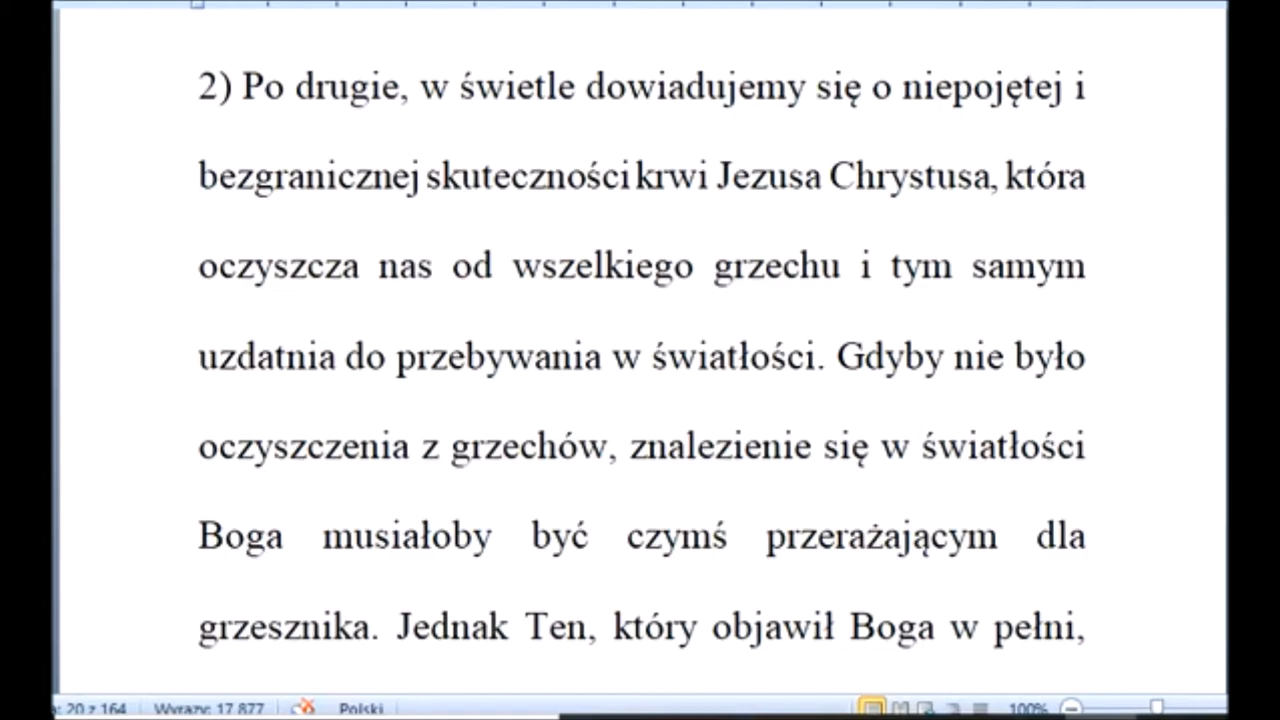 2) Po drugie, w świetle dowiadujemy się o niepojętej i
bezgranicznej skuteczności krwi Jezusa Chrystusa, która
oczyszcza nas od wszelkiego grzechu i tym samym
uzdatnia do przebywania w światłości. Gdyby nie było
oczyszczenia z grzechów, znalezienie się w światłości
Boga musiałoby być czymś przerażającym dla
grzesznika. Jednak Ten, który objawił Boga w pełni,
: 20 z 164 Wyrazy: 17 877 Polski 100%